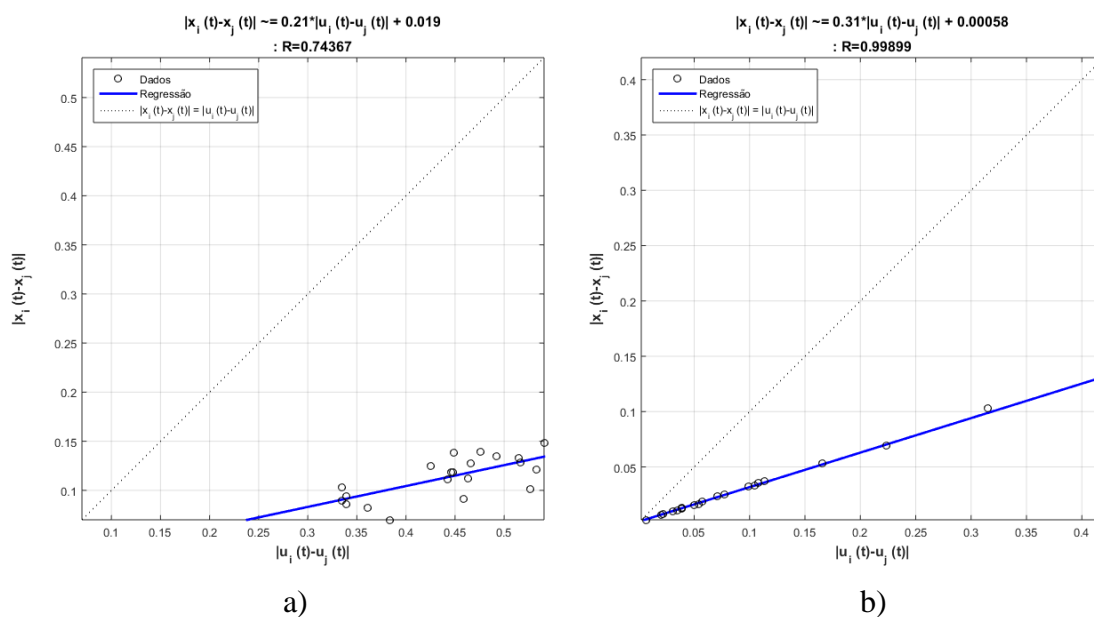 |x_i (t)-x_j (t)| ~= 0.21*|u_i (t)-u_j (t)| + 0.019
: R=0.74367
Dados
Regressão
|x_i (t)-x_j (t)| = |u_i (t)-u_j (t)|
0.5
0.45
0.4
0.35
0.3
0.25
0.2
0.15
0.1
|x_i (t)-x_j (t)|
0.1 0.15 0.2 0.25 0.3 0.35 0.4 0.45 0.5
|u_i (t)-u_j (t)|
a)
|x_i (t)-x_j (t)| ~= 0.31*|u_i (t)-u_j (t)| + 0.00058
: R=0.99899
Dados
Regressão
|x_i (t)-x_j (t)| = |u_i (t)-u_j (t)|
0.4
0.35
0.3
0.25
0.2
0.15
0.1
0.05
|x_i (t)-x_j (t)|
0.05 0.1 0.15 0.2 0.25 0.3 0.35 0.4
|u_i (t)-u_j (t)|
b)